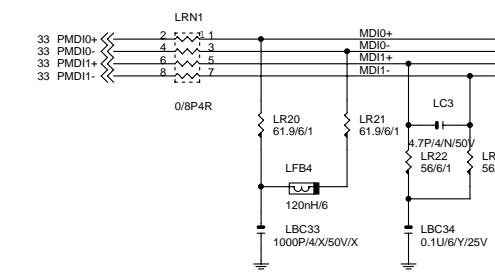 LRN1
33 PMDI0+ 2 1 MDI0+
33 PMDI0- 4 3 MDI0-
33 PMDI1+ 6 5 MDI1+
33 PMDI1- 8 7 MDI1-
0/8P4R
LC3
4.7P/4/N/50V
LR20
61.9/6/1
LR21
61.9/6/1
LR22
56/6/1
LR
56
LFB4
120nH/6
LBC33
1000P/4/X/50V/X
LBC34
0.1U/6/Y/25V